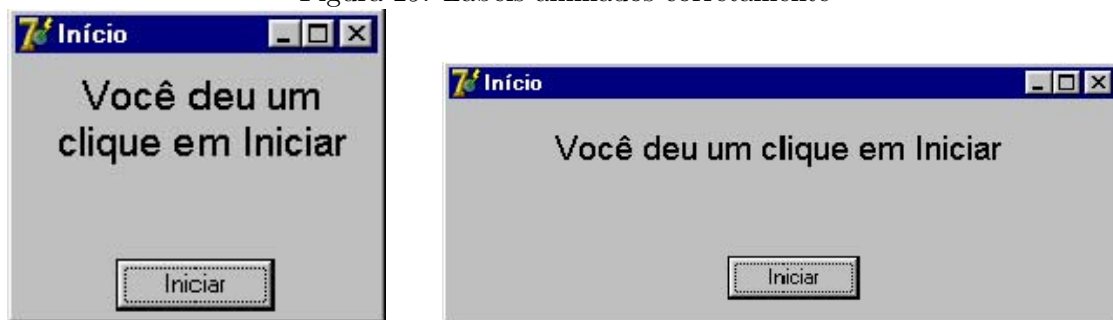 Início
Você deu um
clique em Iniciar
Iniciar
Início
Você deu um clique em Iniciar
Iniciar